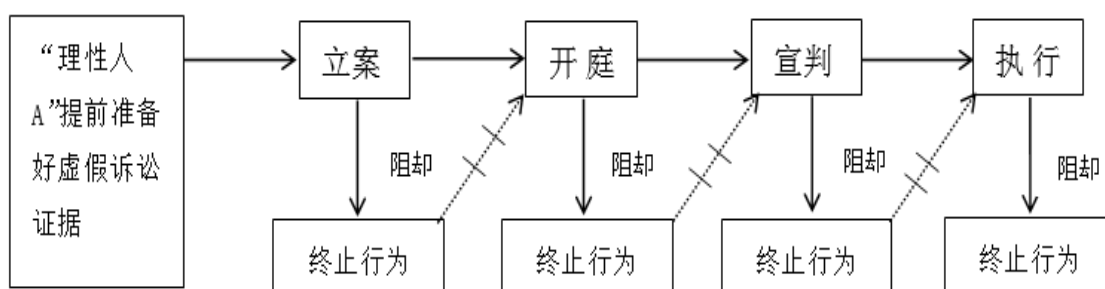 “理性人
A”提前准备
好虚假诉讼
证据
立案
开庭
宣判
执行
阻却
阻却
阻却
阻却
终止行为
终止行为
终止行为
终止行为